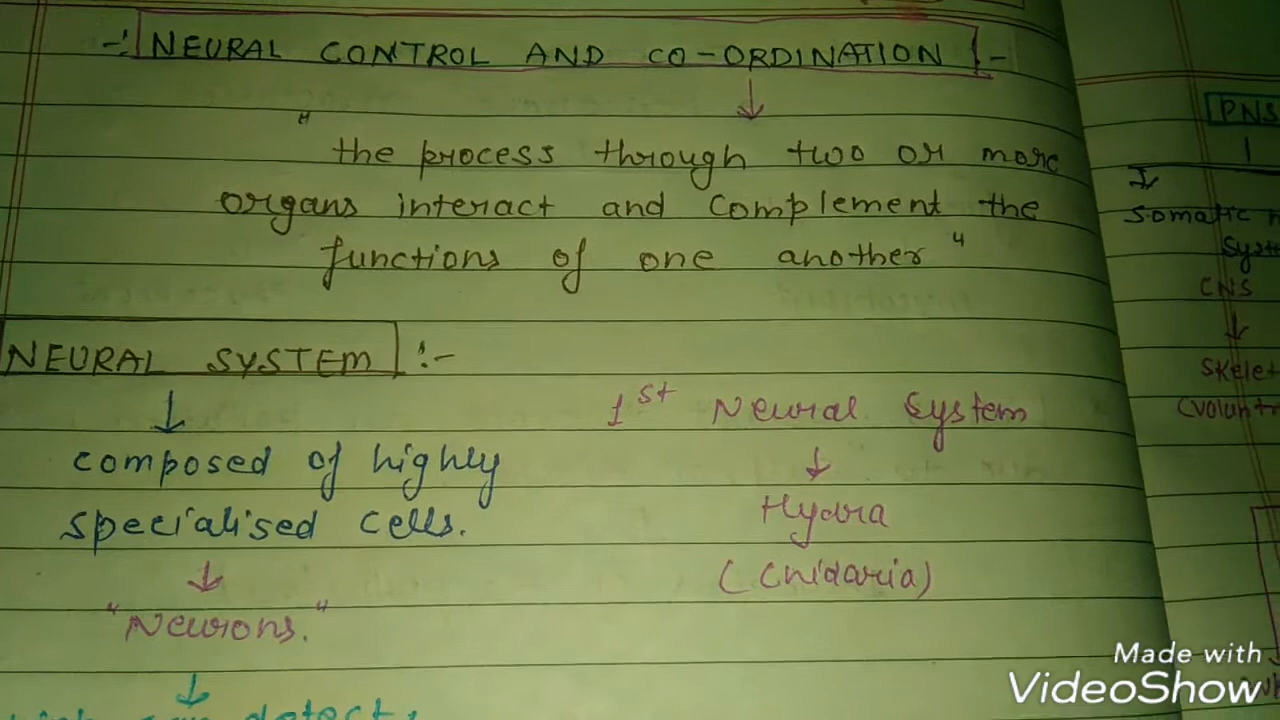 -: NEURAL CONTROL AND CO-ORDINATION :-
"the process through two or more
organs interact and complement the
functions of one another"
NEURAL SYSTEM :-
composed of highly
specialised cells.
"Neurons."
can detect,
1st Neural System
Hydra
(Cnidaria)
PNS
Somatic
CNS
Made with
VideoShow